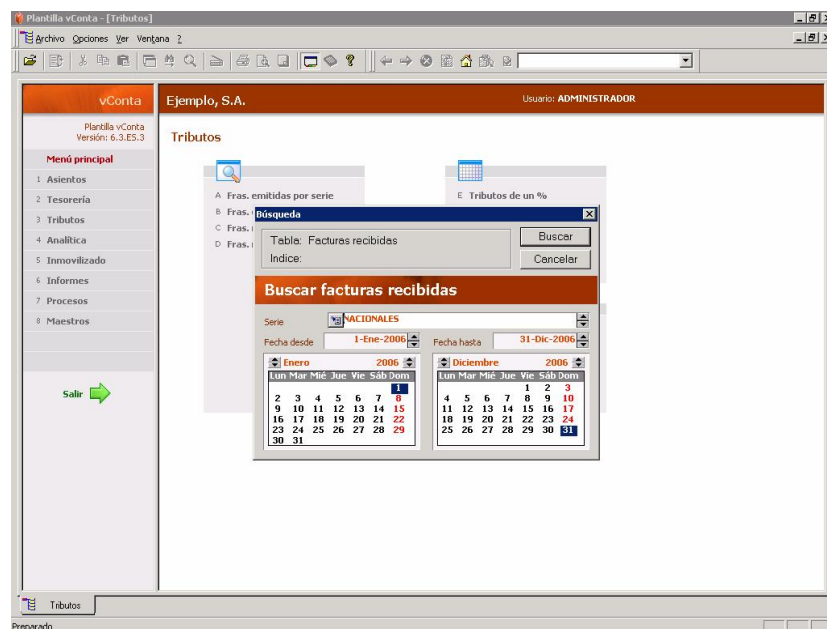 Plantilla vConta - [Tributos]
Archivo Opciones Ver Ventana ?
vConta
Ejemplo, S.A.
Usuario: ADMINISTRADOR
Plantilla vConta
Versión: 6.3.ES.3
Menú principal
1 Asientos
2 Tesorería
3 Tributos
4 Analítica
5 Inmovilizado
6 Informes
7 Procesos
8 Maestros
Salir
Tributos
A Fras. emitidas por serie
B Fras.
C Fras.
D Fras.
E Tributos de un %
Búsqueda
Tabla: Facturas recibidas
Indice:
Buscar
Cancelar
Buscar facturas recibidas
Serie NACIONALES
Fecha desde 1-Ene-2006
Fecha hasta 31-Dic-2006
Enero 2006
Lun Mar Mié Jue Vie Sáb Dom
1
2 3 4 5 6 7 8
9 10 11 12 13 14 15
16 17 18 19 20 21 22
23 24 25 26 27 28 29
30 31
Diciembre 2006
Lun Mar Mié Jue Vie Sáb Dom
1 2 3
4 5 6 7 8 9 10
11 12 13 14 15 16 17
18 19 20 21 22 23 24
25 26 27 28 29 30 31
Tributos
Preparado